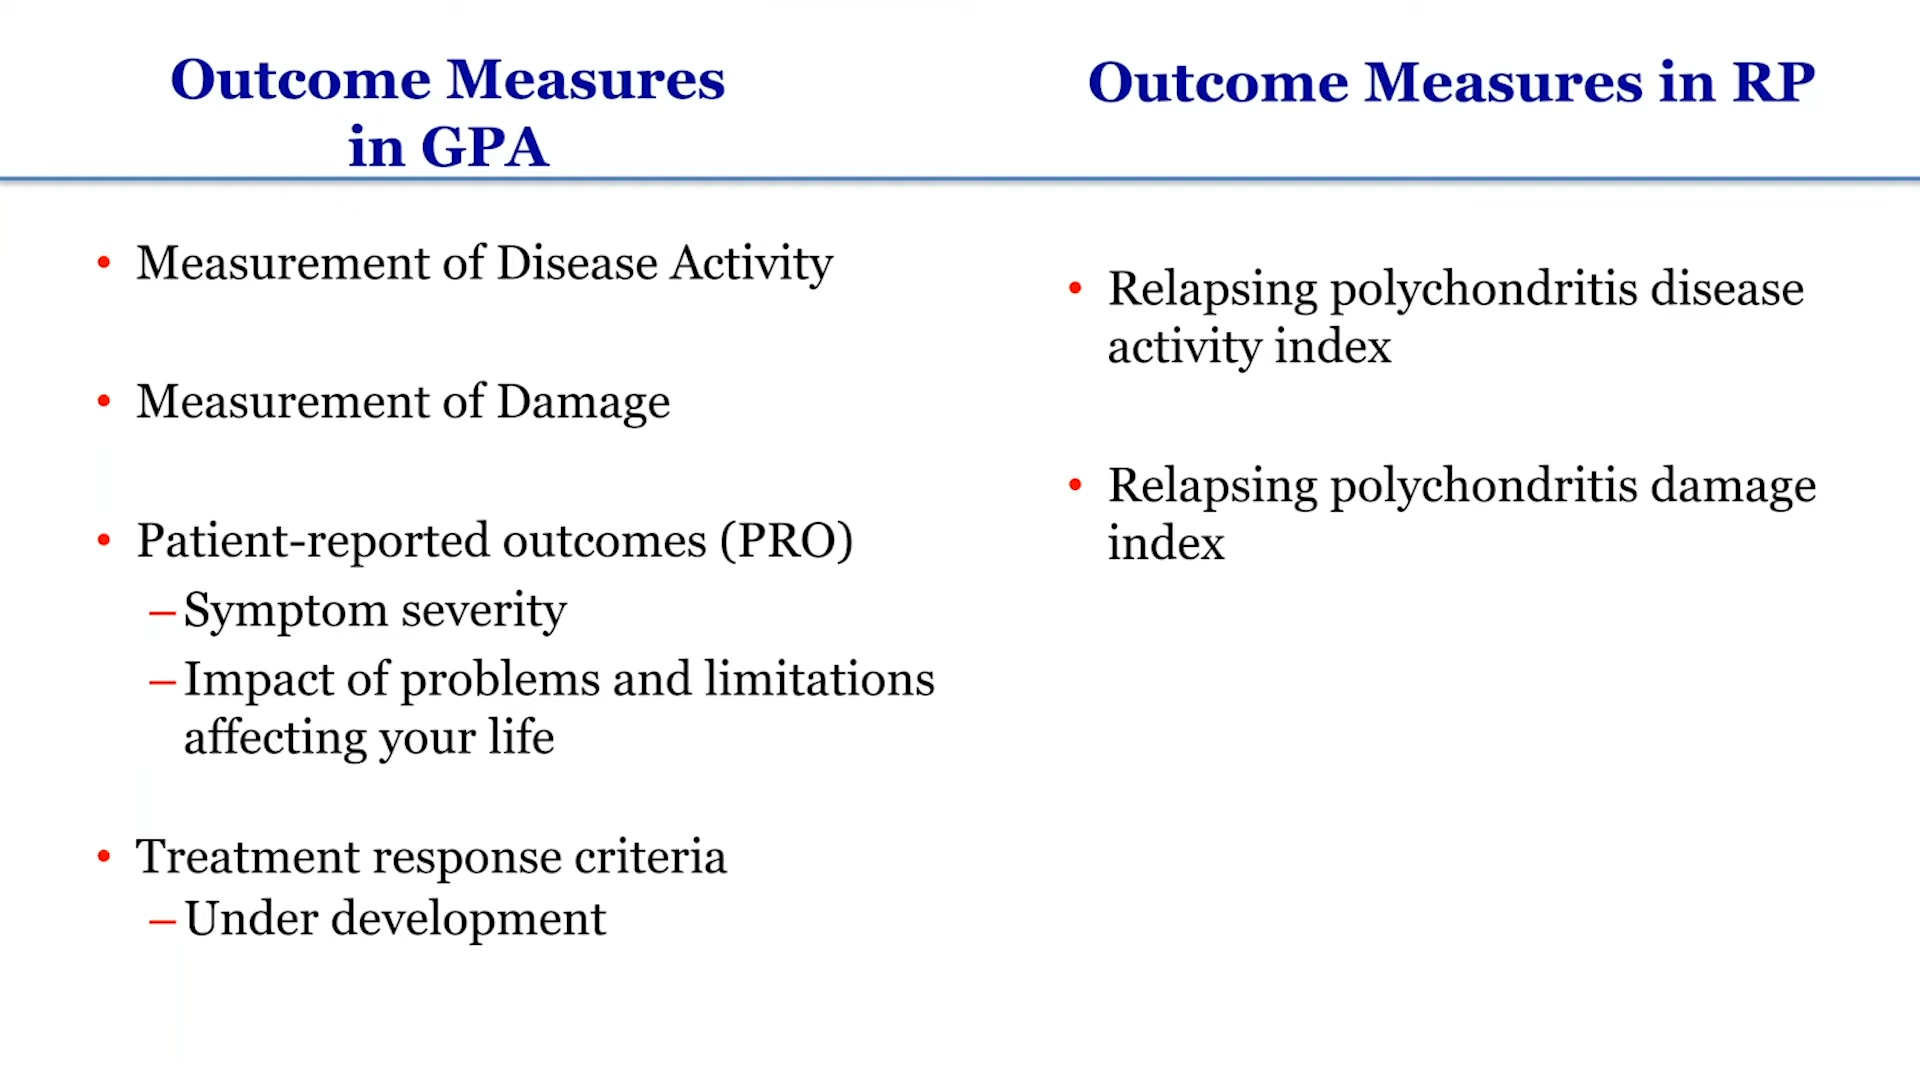 Outcome Measures
in GPA
• Measurement of Disease Activity
• Measurement of Damage
• Patient-reported outcomes (PRO)
– Symptom severity
– Impact of problems and limitations
affecting your life
• Treatment response criteria
– Under development
Outcome Measures in RP
• Relapsing polychondritis disease
activity index
• Relapsing polychondritis damage
index